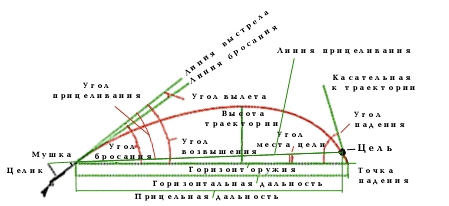 Линия выстрела
Линия бросания
Линия прицеливания
Угол
прицеливания
Угол вылета
Касательная
к траектории
Высота
траектории
Угол
падения
Угол
места цели
Мушка
Угол
бросания
Угол
возвышения
Цель
Целик
Горизонт оружия
Точка
падения
Горизонтальная дальность
Прицельная дальность